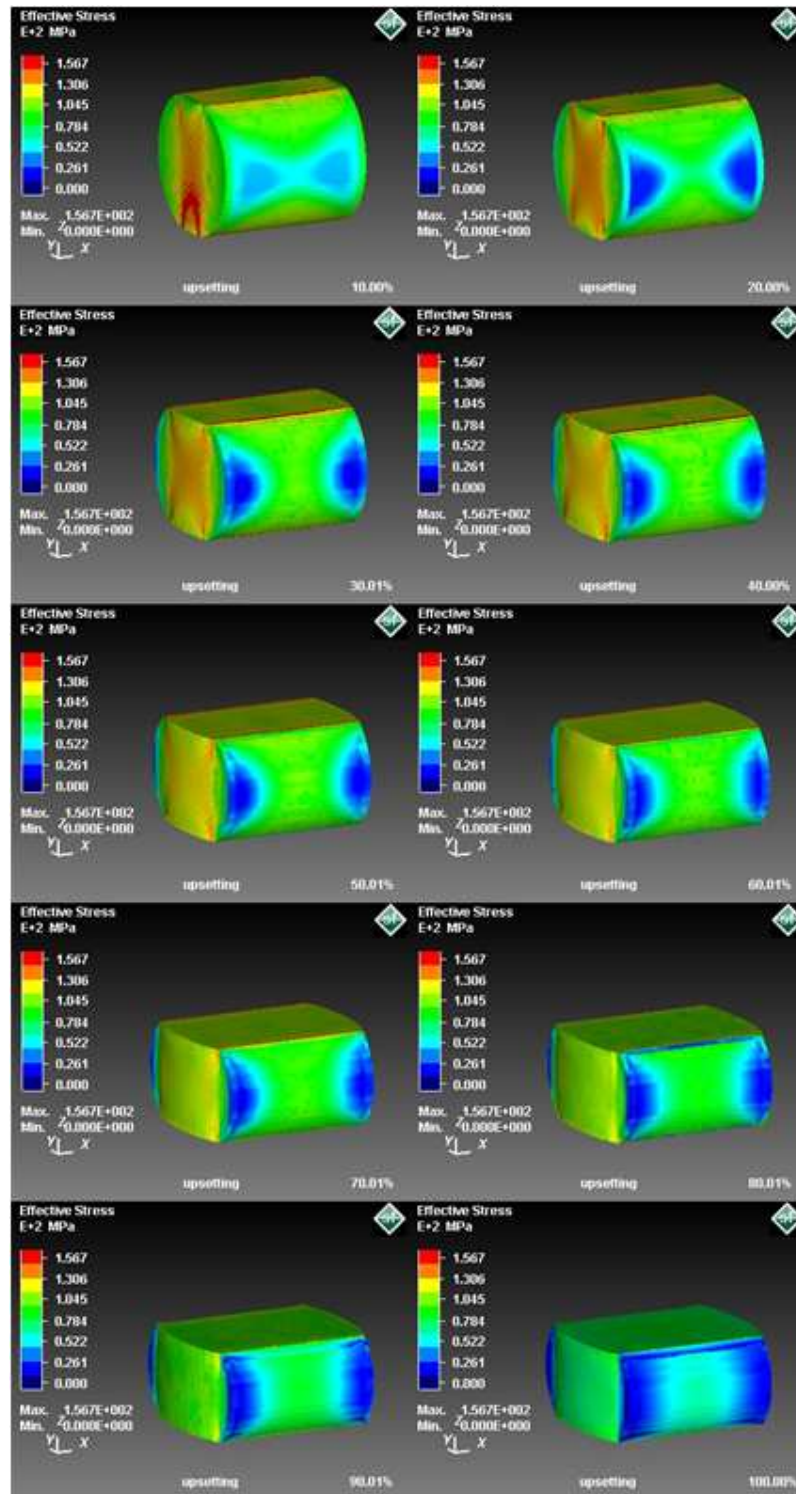 Effective Stress
E+2 MPa
1.567
1.306
1.045
0.784
0.522
0.261
0.000
Max. 1.567E+002
Min. 0.000E+000
Z
Y X
upsetting 10.00%
Effective Stress
E+2 MPa
1.567
1.306
1.045
0.784
0.522
0.261
0.000
Max. 1.567E+002
Min. 0.000E+000
Z
Y X
upsetting 20.00%
Effective Stress
E+2 MPa
1.567
1.306
1.045
0.784
0.522
0.261
0.000
Max. 1.567E+002
Min. 0.000E+000
Z
Y X
upsetting 30.01%
Effective Stress
E+2 MPa
1.567
1.306
1.045
0.784
0.522
0.261
0.000
Max. 1.567E+002
Min. 0.000E+000
Z
Y X
upsetting 40.00%
Effective Stress
E+2 MPa
1.567
1.306
1.045
0.784
0.522
0.261
0.000
Max. 1.567E+002
Min. 0.000E+000
Z
Y X
upsetting 50.01%
Effective Stress
E+2 MPa
1.567
1.306
1.045
0.784
0.522
0.261
0.000
Max. 1.567E+002
Min. 0.000E+000
Z
Y X
upsetting 60.01%
Effective Stress
E+2 MPa
1.567
1.306
1.045
0.784
0.522
0.261
0.000
Max. 1.567E+002
Min. 0.000E+000
Z
Y X
upsetting 70.01%
Effective Stress
E+2 MPa
1.567
1.306
1.045
0.784
0.522
0.261
0.000
Max. 1.567E+002
Min. 0.000E+000
Z
Y X
upsetting 80.01%
Effective Stress
E+2 MPa
1.567
1.306
1.045
0.784
0.522
0.261
0.000
Max. 1.567E+002
Min. 0.000E+000
Z
Y X
upsetting 90.01%
Effective Stress
E+2 MPa
1.567
1.306
1.045
0.784
0.522
0.261
0.000
Max. 1.567E+002
Min. 0.000E+000
Z
Y X
upsetting 100.00%